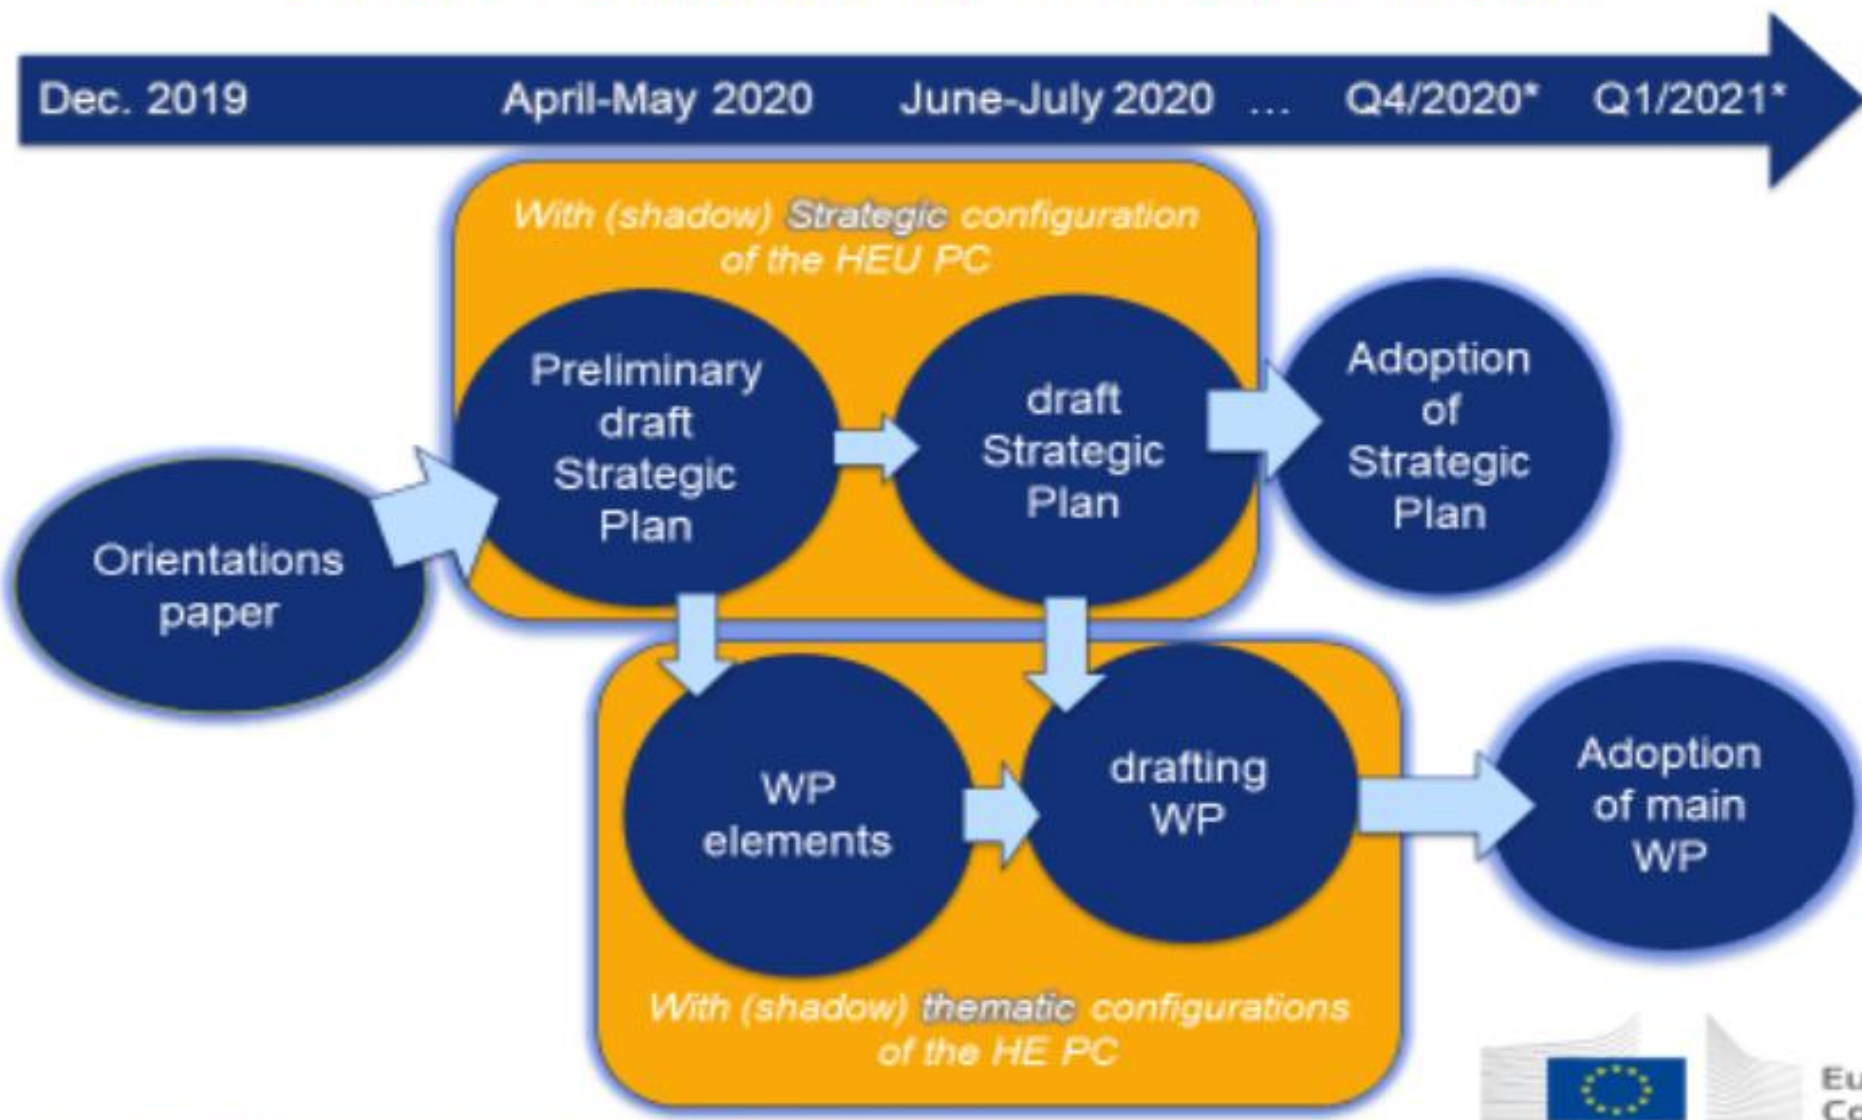 Dec. 2019 April-May 2020 June-July 2020 ... Q4/2020* Q1/2021*
With (shadow) Strategic configuration
of the HEU PC
Preliminary
draft
Strategic
Plan
draft
Strategic
Plan
Adoption
of
Strategic
Plan
Orientations
paper
WP
elements
drafting
WP
Adoption
of main
WP
With (shadow) thematic configurations
of the HE PC